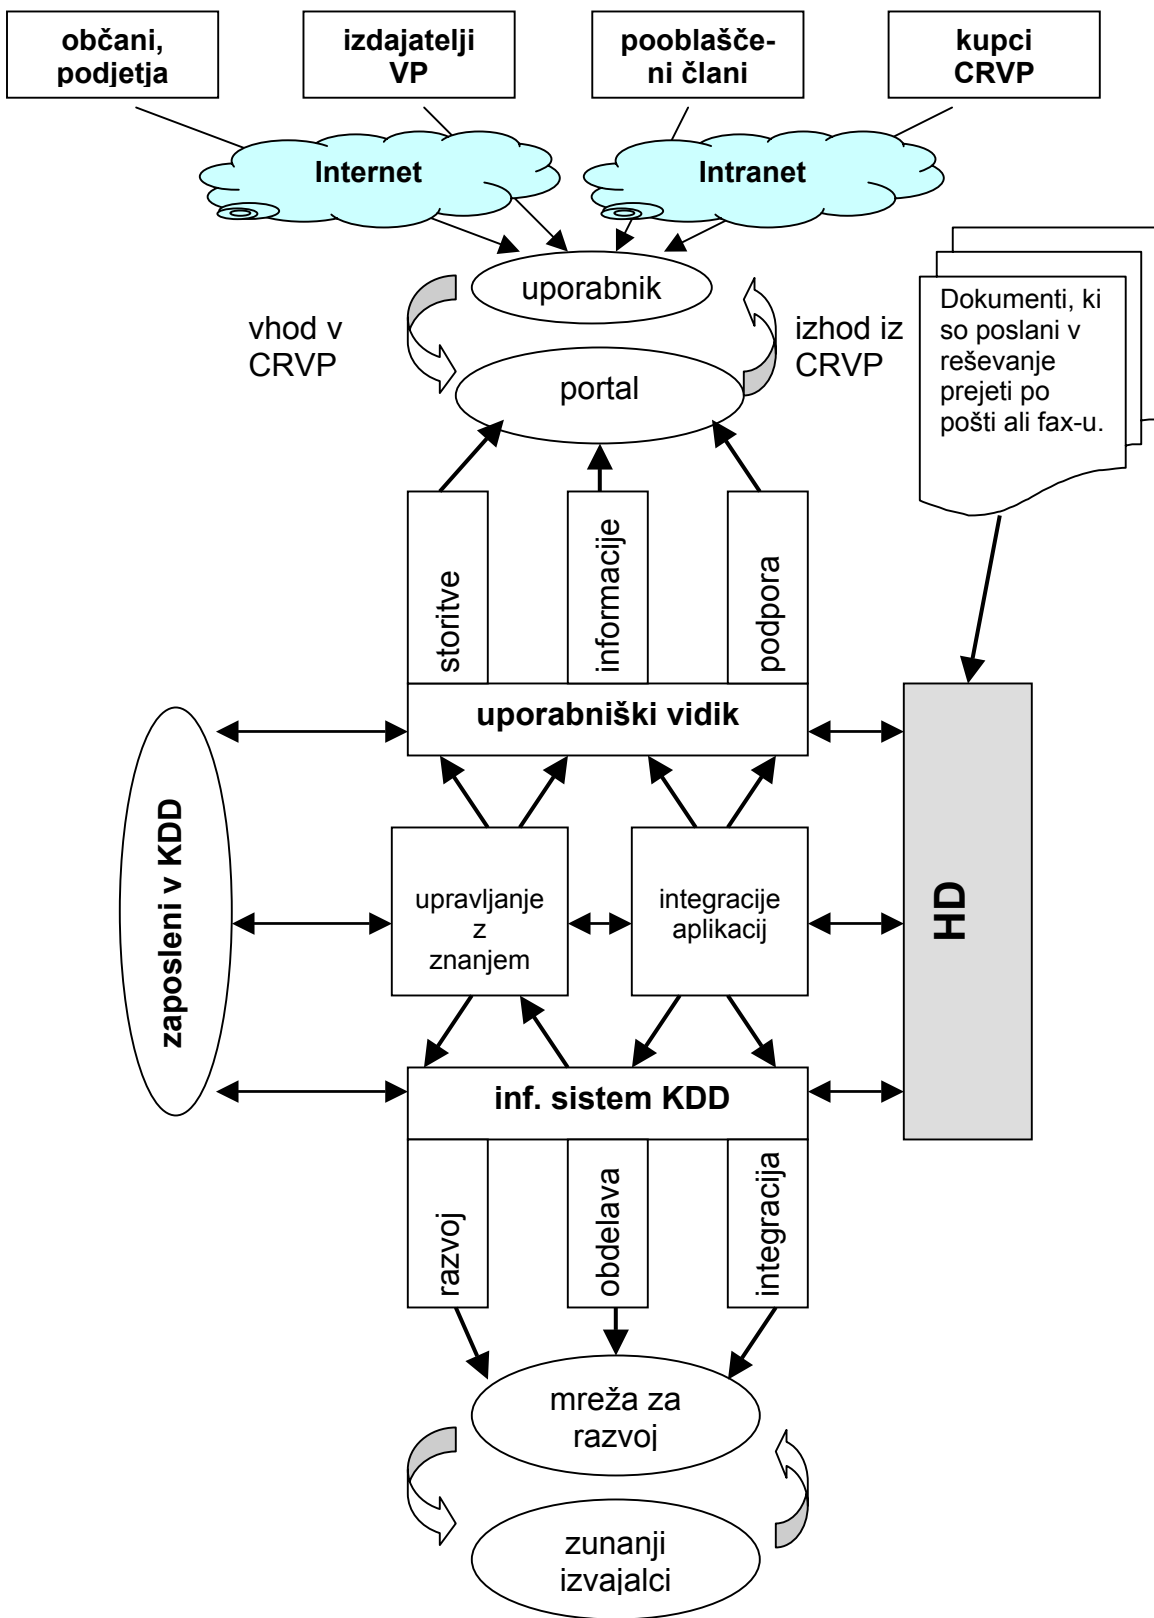 občani,
podjetja
izdajatelji
VP
pooblašče-
ni člani
kupci
CRVP
Internet
Intranet
uporabnik
vhod v
CRVP
izhod iz
CRVP
portal
Dokumenti, ki
so poslani v
reševanje
prejeti po
pošti ali fax-u.
storitve
informacije
podpora
uporabniški vidik
zaposleni v KDD
upravljanje
z
znanjem
integracije
aplikacij
HD
inf. sistem KDD
razvoj
obdelava
integracija
mreža za
razvoj
zunanji
izvajalci